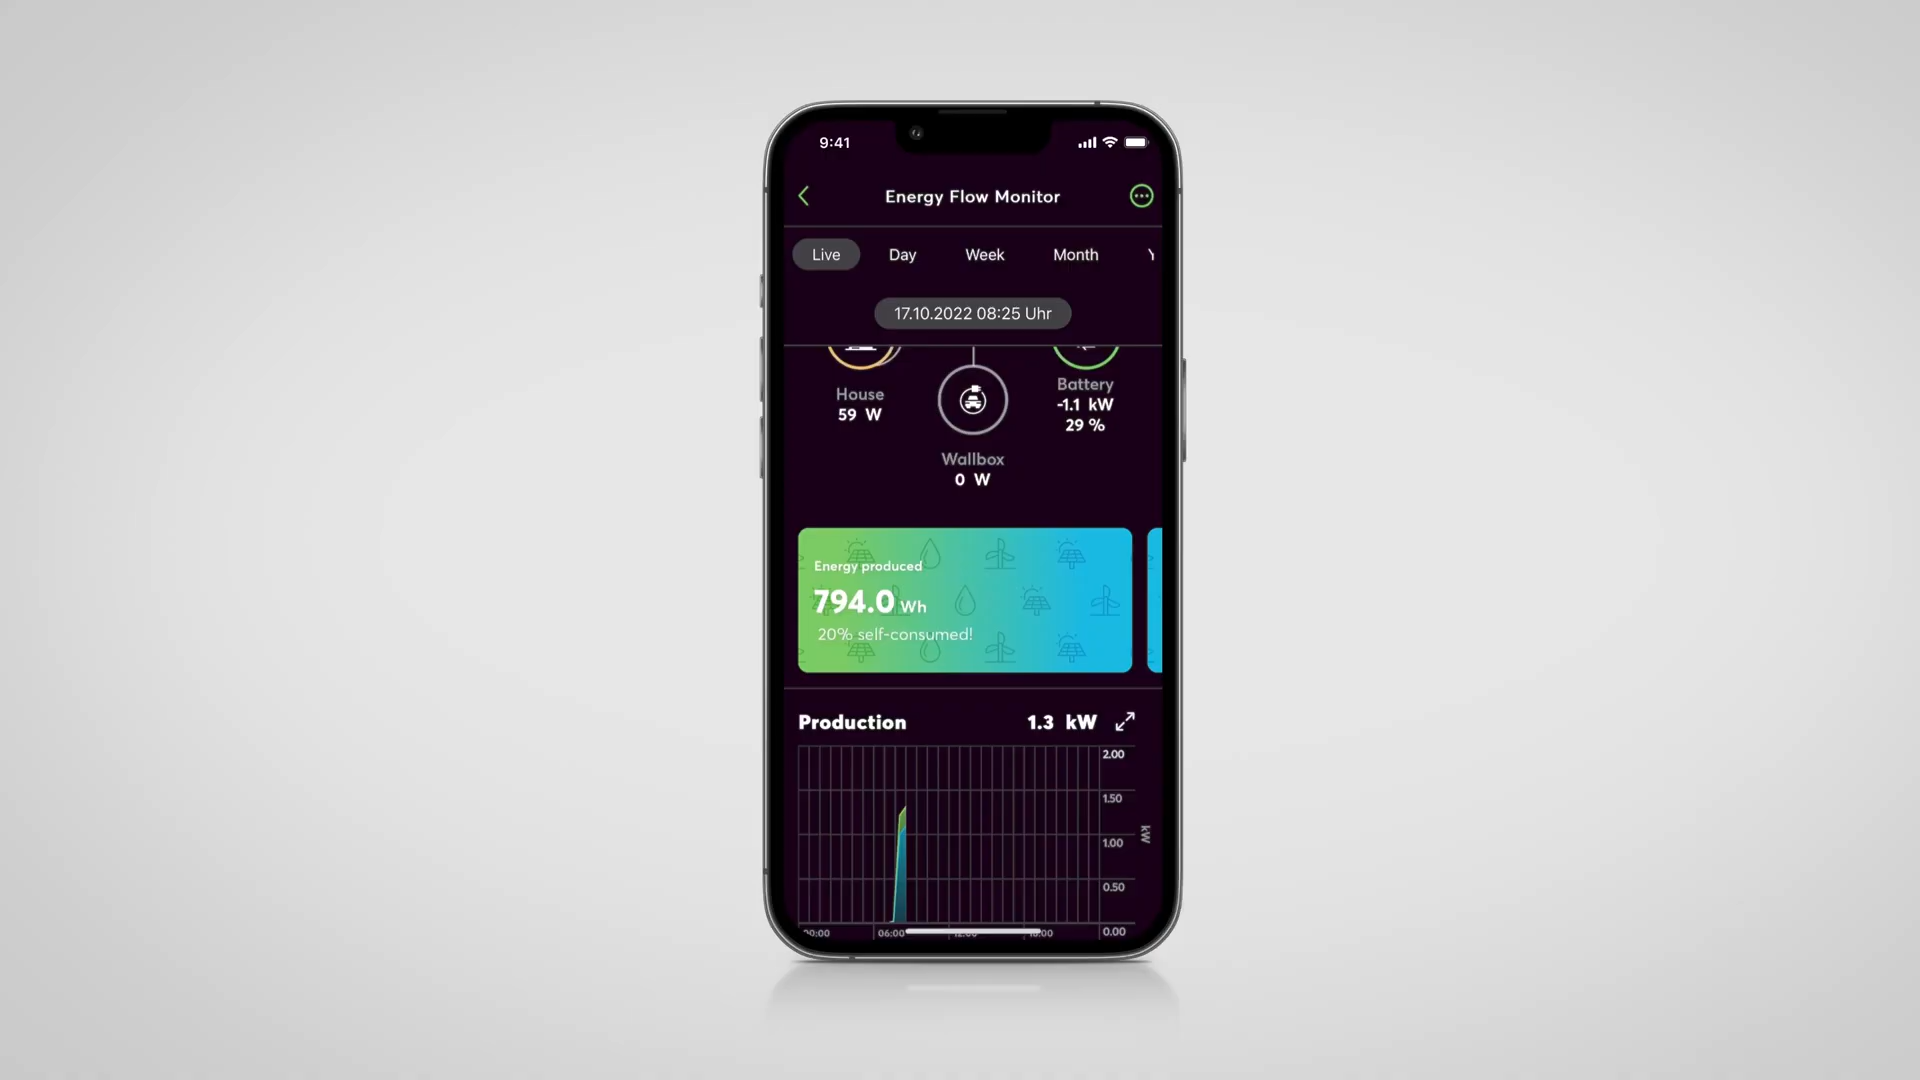 9:41
Energy Flow Monitor
Live Day Week Month Y
17.10.2022 08:25 Uhr
House
59 W
Battery
-1.1 kW
29 %
Wallbox
0 W
Energy produced
794.0 Wh
20% self-consumed!
Production 1.3 kW
2.00
1.50
1.00
0.50
0.00
kW
06:00